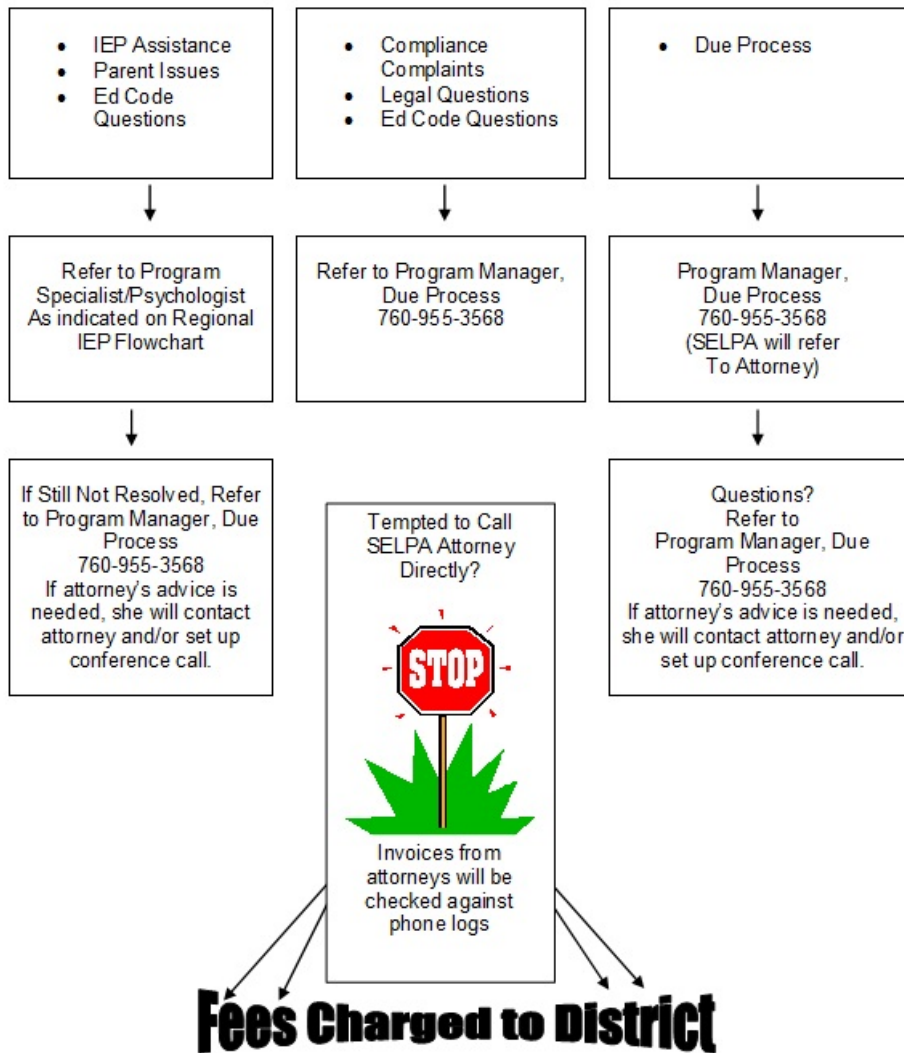 • IEP Assistance
• Parent Issues
• Ed Code
Questions
• Compliance
Complaints
• Legal Questions
• Ed Code Questions
• Due Process
Refer to Program
Specialist/Psychologist
As indicated on Regional
IEP Flowchart
Refer to Program Manager,
Due Process
760-955-3568
Program Manager,
Due Process
760-955-3568
(SELPA will refer
To Attorney)
If Still Not Resolved, Refer
to Program Manager, Due
Process
760-955-3568
If attorney's advice is
needed, she will contact
attorney and/or set up
conference call.
Tempted to Call
SELPA Attorney
Directly?
STOP
Invoices from
attorneys will be
checked against
phone logs
Questions?
Refer to
Program Manager, Due
Process
760-955-3568
If attorney's advice is needed,
she will contact attorney and/or
set up conference call.
Fees Charged to District